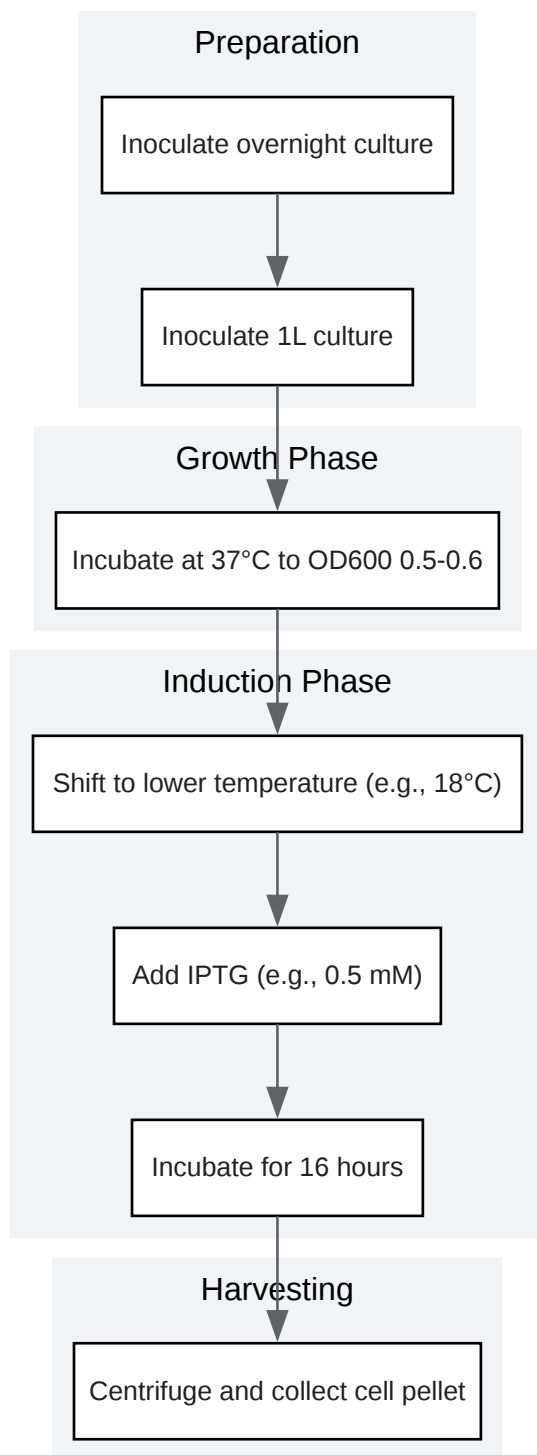 Preparation
Inoculate overnight culture
Inoculate 1L culture
Growth Phase
Incubate at 37°C to OD600 0.5-0.6
Induction Phase
Shift to lower temperature (e.g., 18°C)
Add IPTG (e.g., 0.5 mM)
Incubate for 16 hours
Harvesting
Centrifuge and collect cell pellet